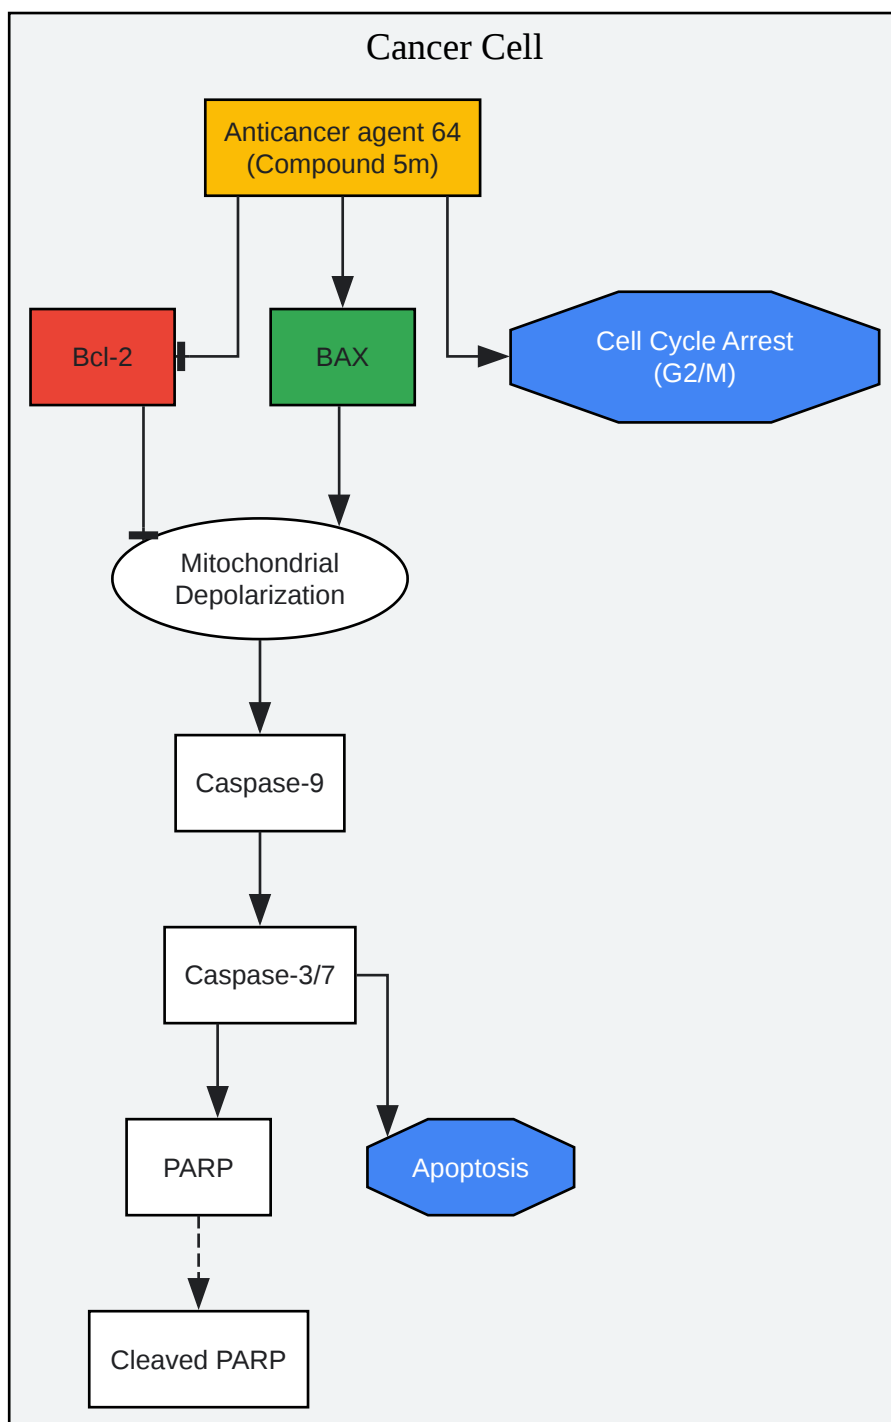 Cancer Cell
Anticancer agent 64
(Compound 5m)
Bcl-2
BAX
Cell Cycle Arrest
(G2/M)
Mitochondrial
Depolarization
Caspase-9
Caspase-3/7
PARP
Apoptosis
Cleaved PARP